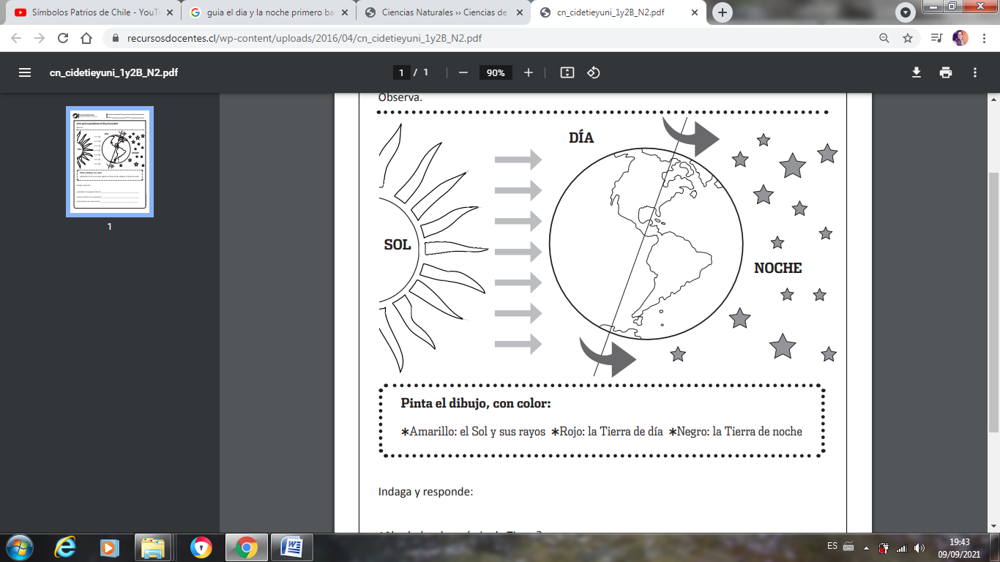 Símbolos Patrios de Chile - YouT
guia el dia y la noche primero ba
Ciencias Naturales ›› Ciencias de
cn_cidetieyuni_1y2B_N2.pdf
recursosdocentes.cl/wp-content/uploads/2016/04/cn_cidetieyuni_1y2B_N2.pdf
cn_cidetieyuni_1y2B_N2.pdf
1 / 1
90%
1
Observa.
DÍA
SOL
NOCHE
Pinta el dibujo, con color:
∗Amarillo: el Sol y sus rayos ∗Rojo: la Tierra de día ∗Negro: la Tierra de noche
Indaga y responde:
ES
19:43
09/09/2021